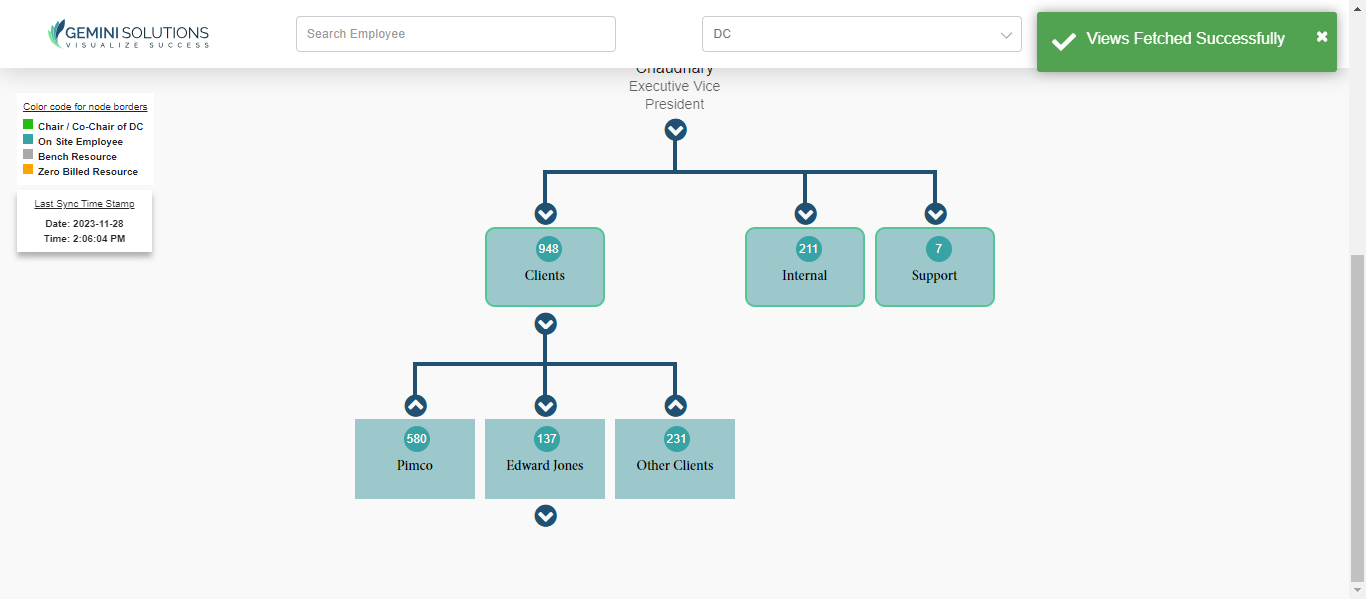 GEMINI SOLUTIONS
VISUALIZE SUCCESS
Search Employee
DC
Views Fetched Successfully
Chaudhary
Executive Vice
President
Color code for node borders
Chair / Co-Chair of DC
On Site Employee
Bench Resource
Zero Billed Resource
Last Sync Time Stamp
Date: 2023-11-28
Time: 2:06:04 PM
948
Clients
211
Internal
7
Support
580
Pimco
137
Edward Jones
231
Other Clients